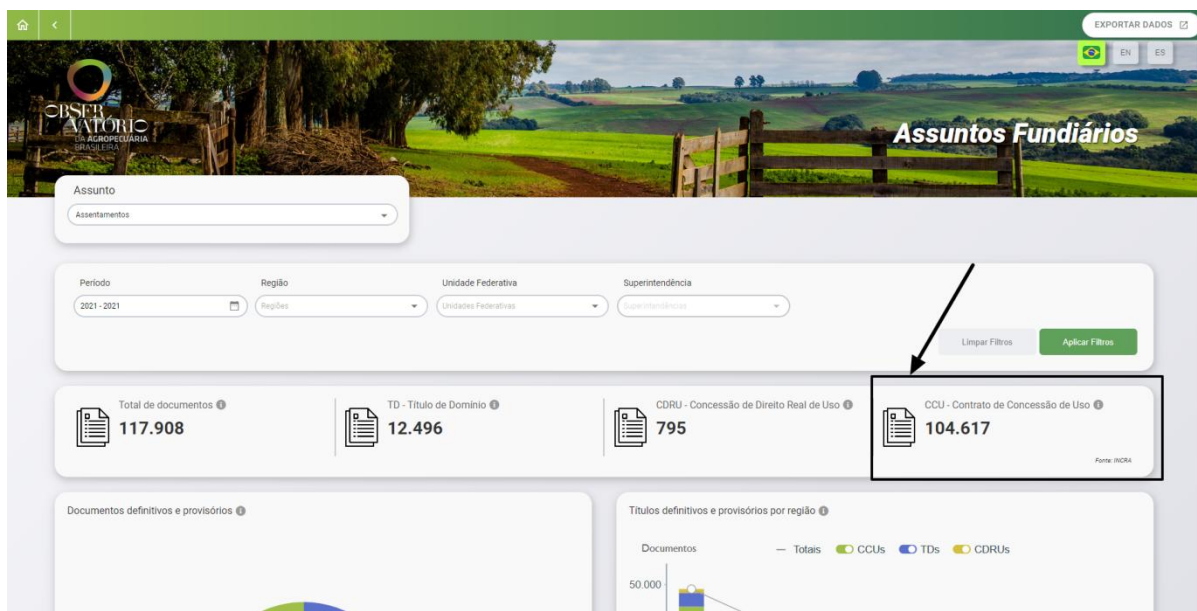 EXPORTAR DADOS
EN ES
OBSERVATÓRIO
DA AGROPECUÁRIA
BRASILEIRA
Assuntos Fundiários
Assunto
Assentamentos
Período Região Unidade Federativa Superintendência
2021 - 2021 Regiões Unidades Federativas Superintendências
Limpar Filtros Aplicar Filtros
Total de documentos TD - Título de Domínio CDRU - Concessão de Direito Real de Uso CCU - Contrato de Concessão de Uso
117.908 12.496 795 104.617
Fonte: INCRA
Documentos definitivos e provisórios Títulos definitivos e provisórios por região
Documentos Totais CCUs TDs CDRUs
50.000